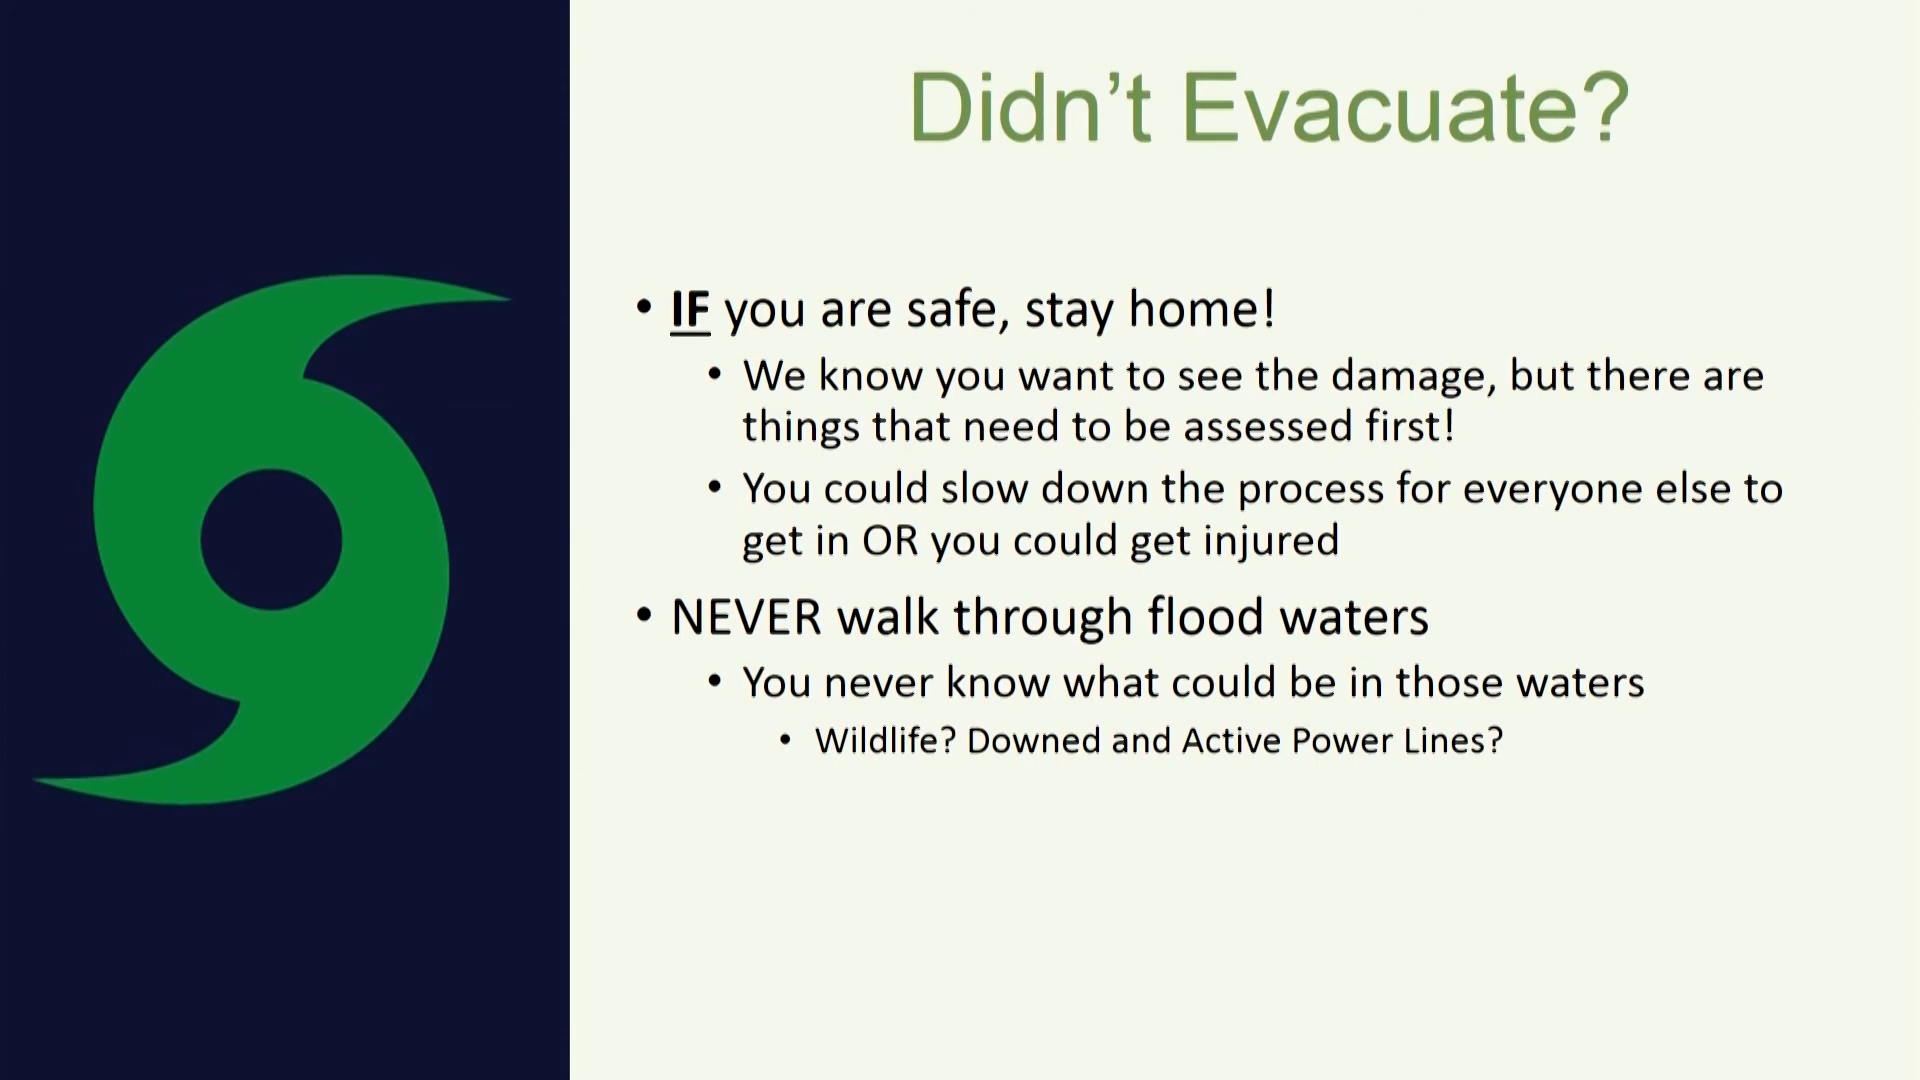 Didn't Evacuate?
• IF you are safe, stay home!
• We know you want to see the damage, but there are
things that need to be assessed first!
• You could slow down the process for everyone else to
get in OR you could get injured
• NEVER walk through flood waters
• You never know what could be in those waters
• Wildlife? Downed and Active Power Lines?